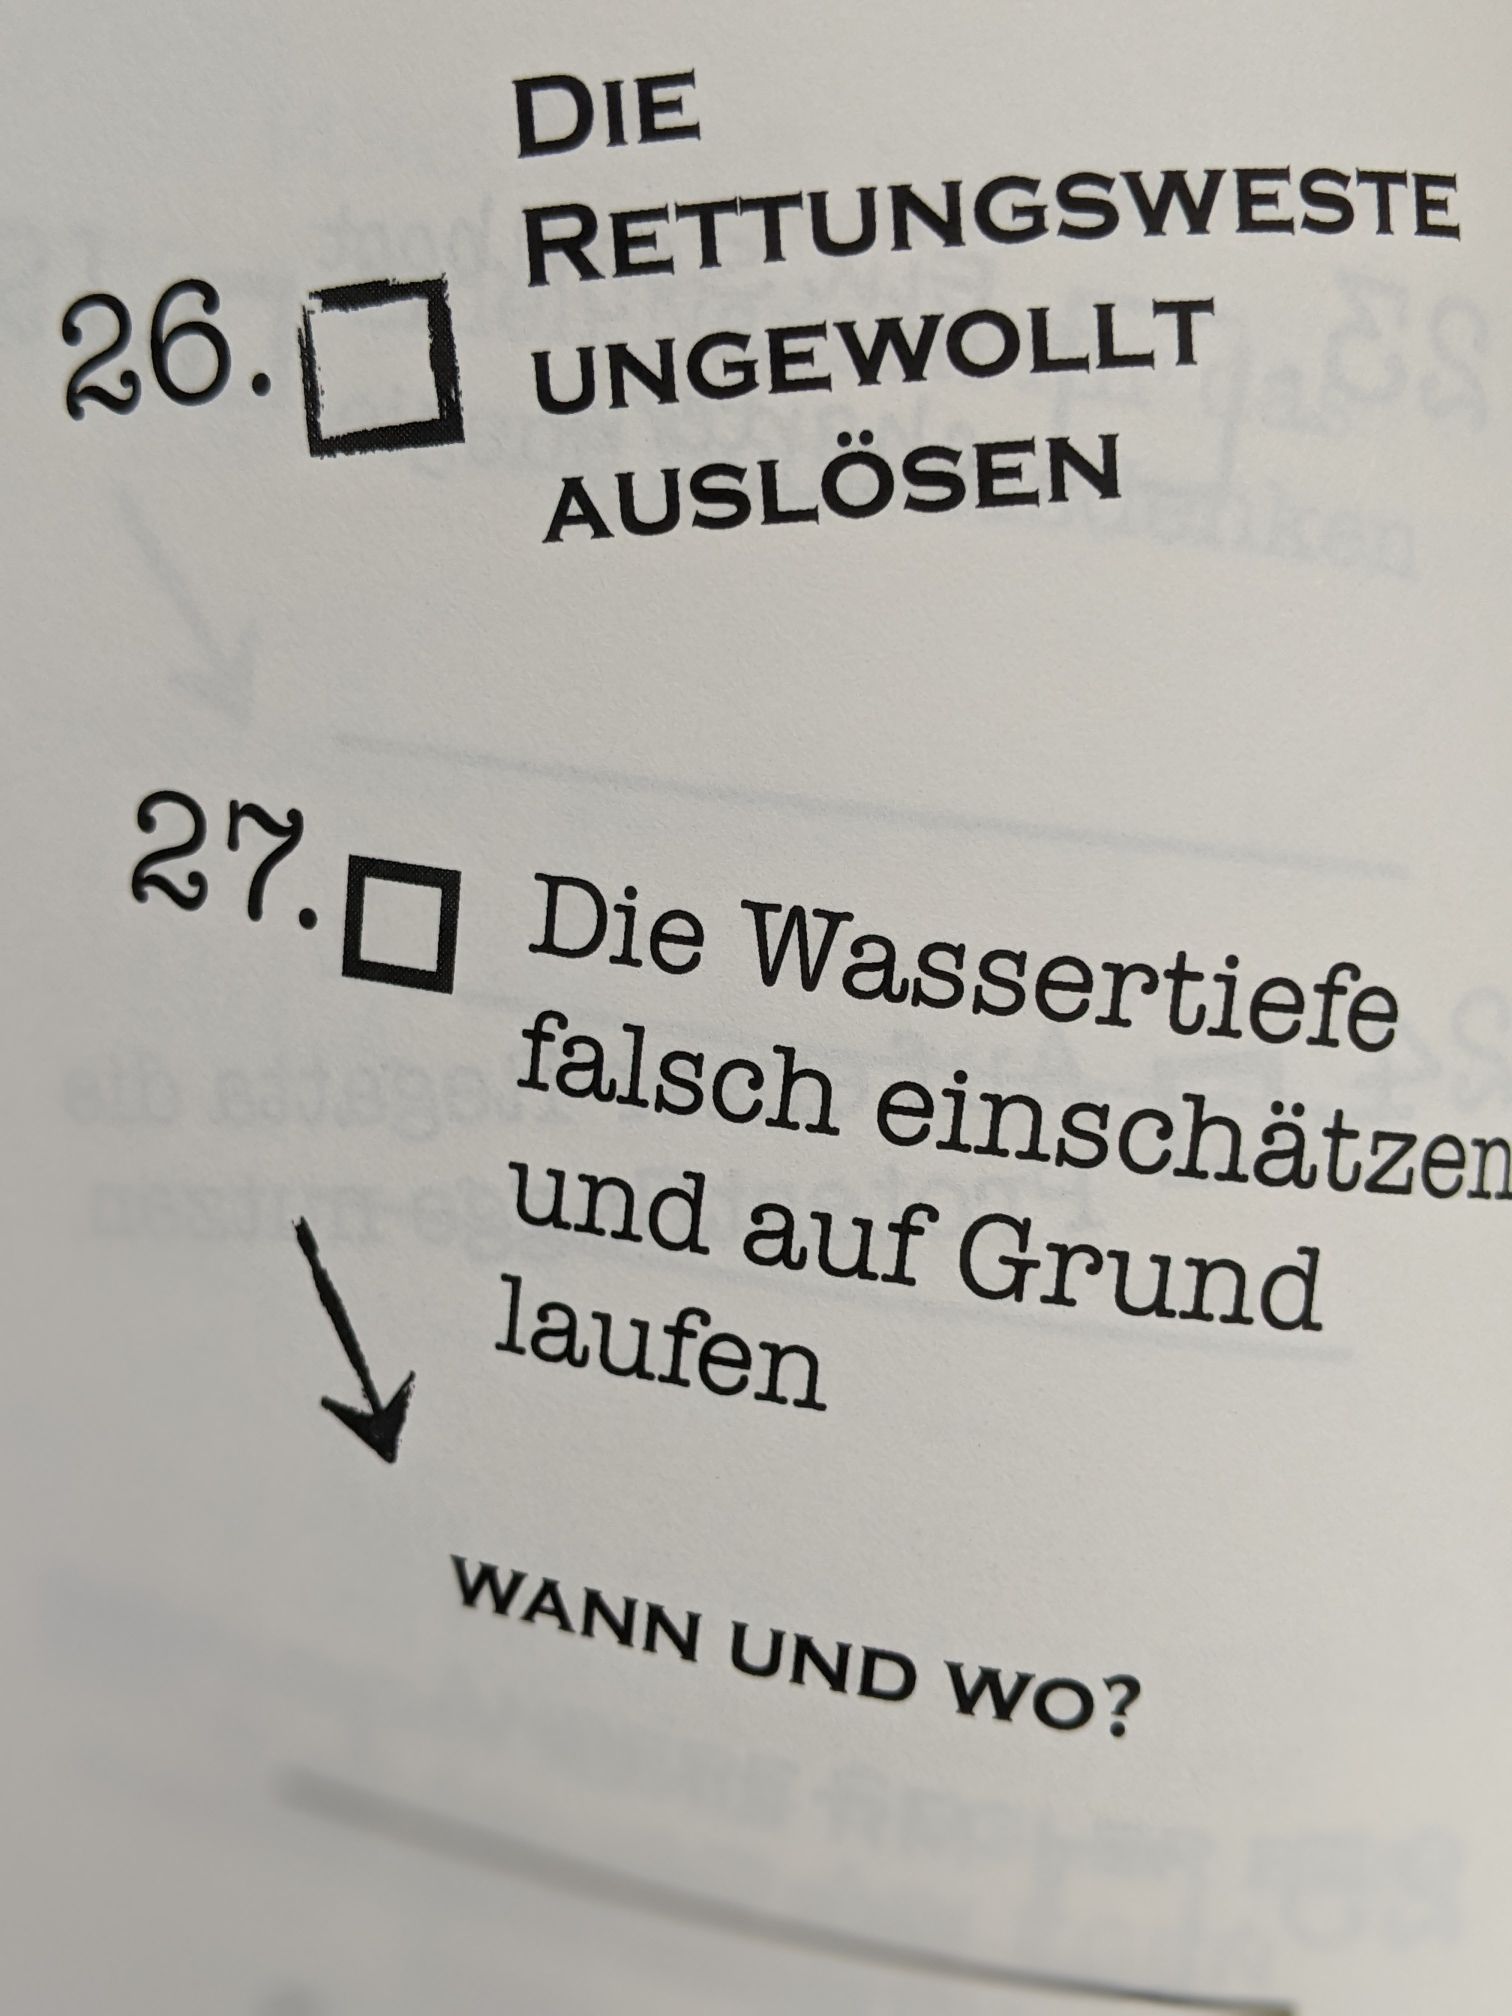 26. DIE
RETTUNGSWESTE
UNGEWOLLT
AUSLÖSEN
27. Die Wassertiefe
falsch einschätzen
und auf Grund
laufen
WANN UND WO?